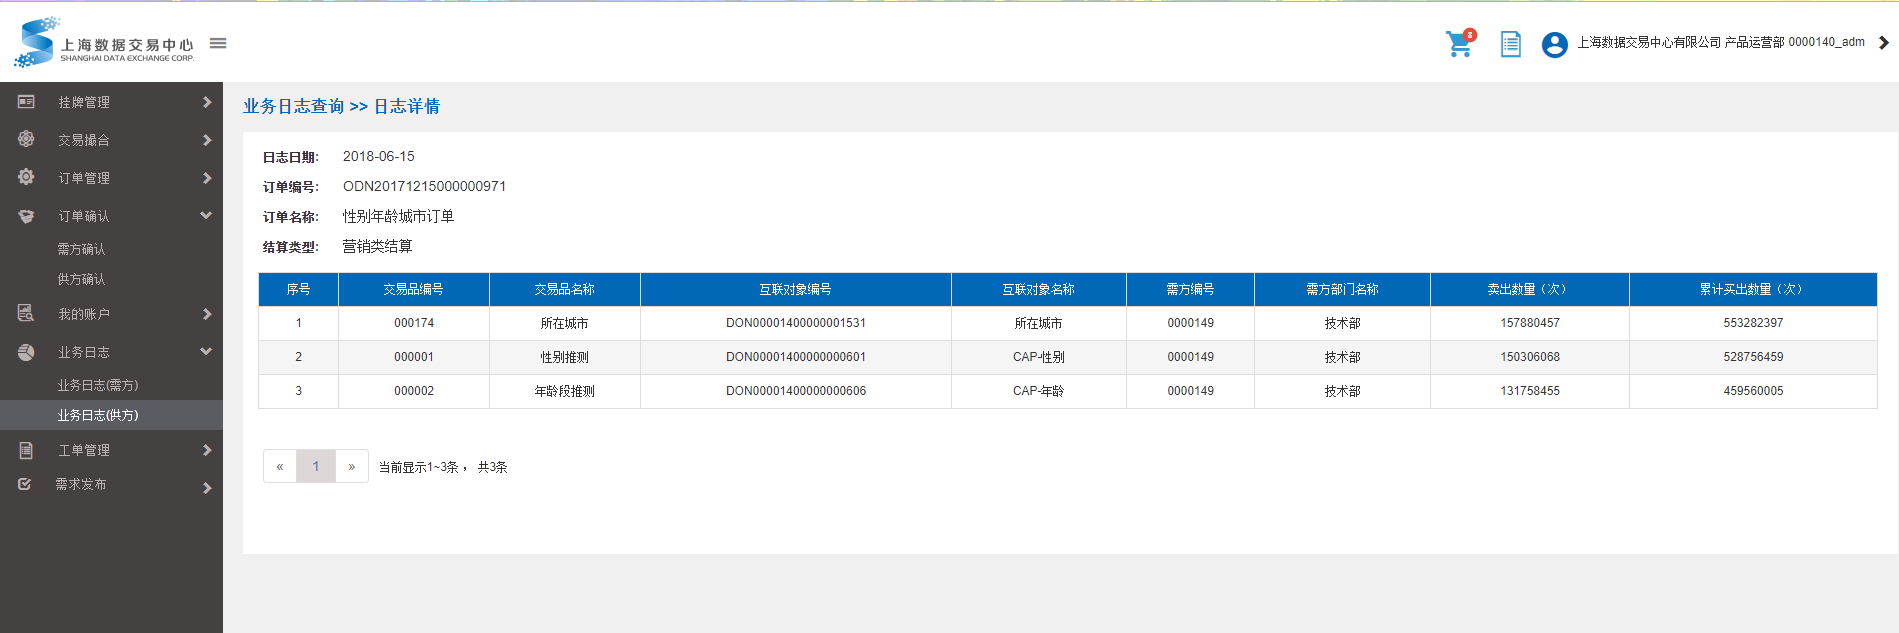 上海数据交易中心
SHANGHAI DATA EXCHANGE CORP.
8
上海数据交易中心有限公司 产品运营部 0000140_adm
挂牌管理
交易撮合
订单管理
订单确认
需方确认
供方确认
我的账户
业务日志
业务日志(需方)
业务日志(供方)
工单管理
需求发布
业务日志查询 >> 日志详情
日志日期: 2018-06-15
订单编号: ODN20171215000000971
订单名称: 性别年龄城市订单
结算类型: 营销类结算
序号 交易品编号 交易品名称 互联对象编号 互联对象名称 需方编号 需方部门名称 卖出数量（次） 累计买出数量（次）
1 000174 所在城市 DON00001400000001531 所在城市 0000149 技术部 157880457 553282397
2 000001 性别推测 DON00001400000000601 CAP-性别 0000149 技术部 150306068 528756459
3 000002 年龄段推测 DON00001400000000606 CAP-年龄 0000149 技术部 131758455 459560005
« 1 » 当前显示1~3条， 共3条